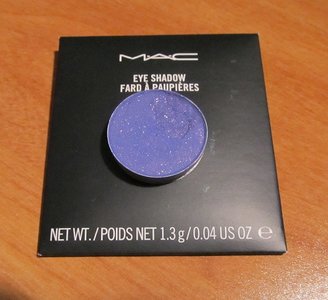 MAC
EYE SHADOW
FARD À PAUPIÈRES
NET WT./POIDS NET 1.3 g/0.04 US OZ ℮